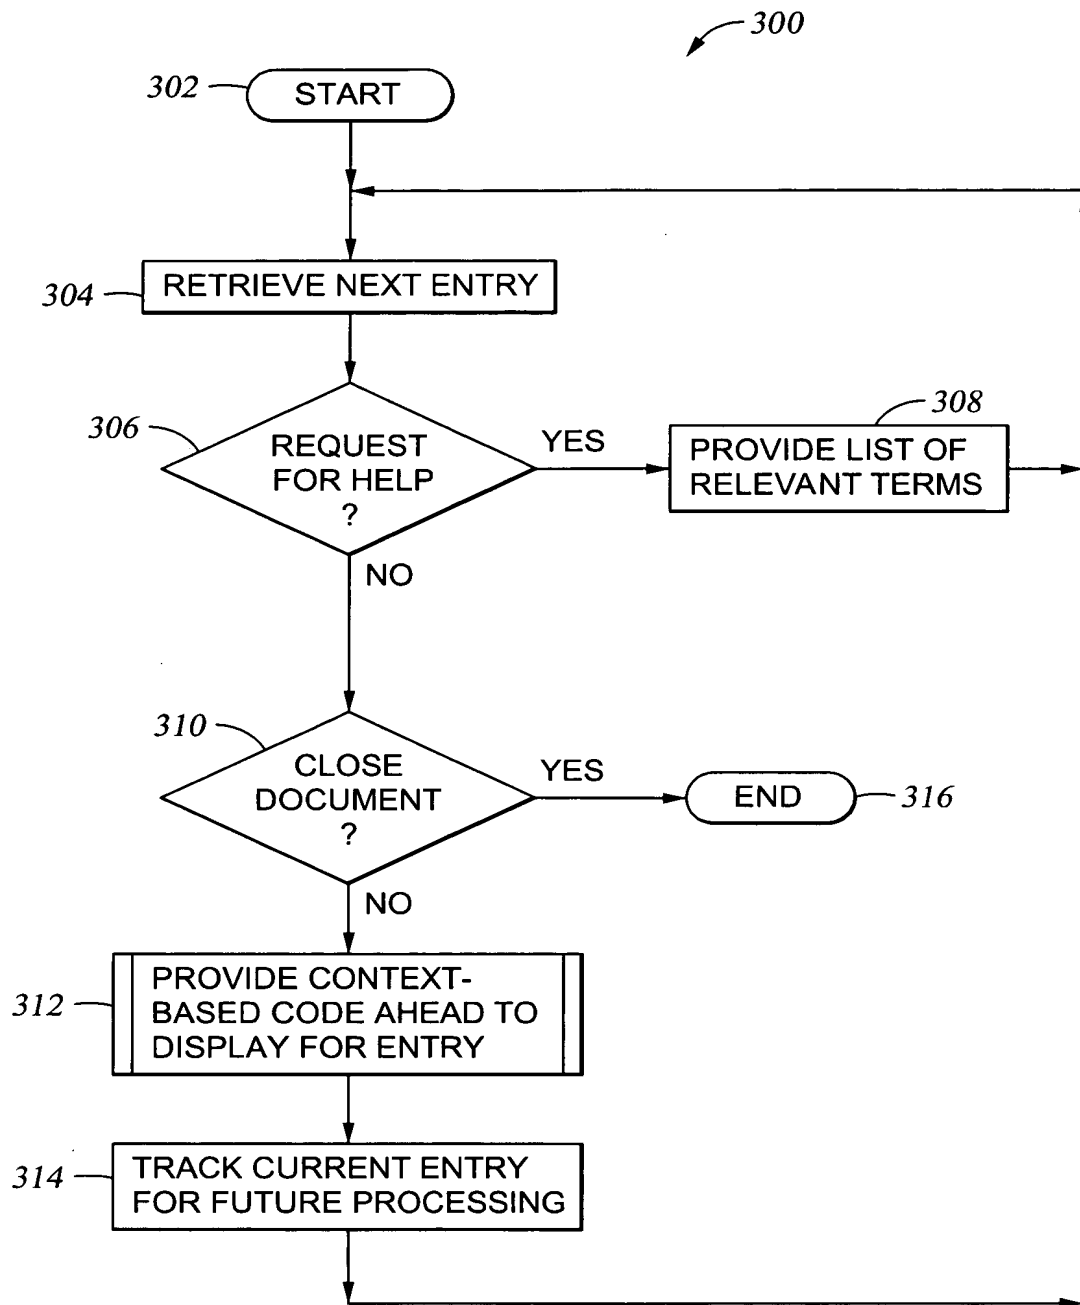 300
302
START
304
RETRIEVE NEXT ENTRY
306
REQUEST
FOR HELP
?
YES
308
PROVIDE LIST OF
RELEVANT TERMS
NO
310
CLOSE
DOCUMENT
?
YES
END
316
NO
312
PROVIDE CONTEXT-
BASED CODE AHEAD TO
DISPLAY FOR ENTRY
314
TRACK CURRENT ENTRY
FOR FUTURE PROCESSING